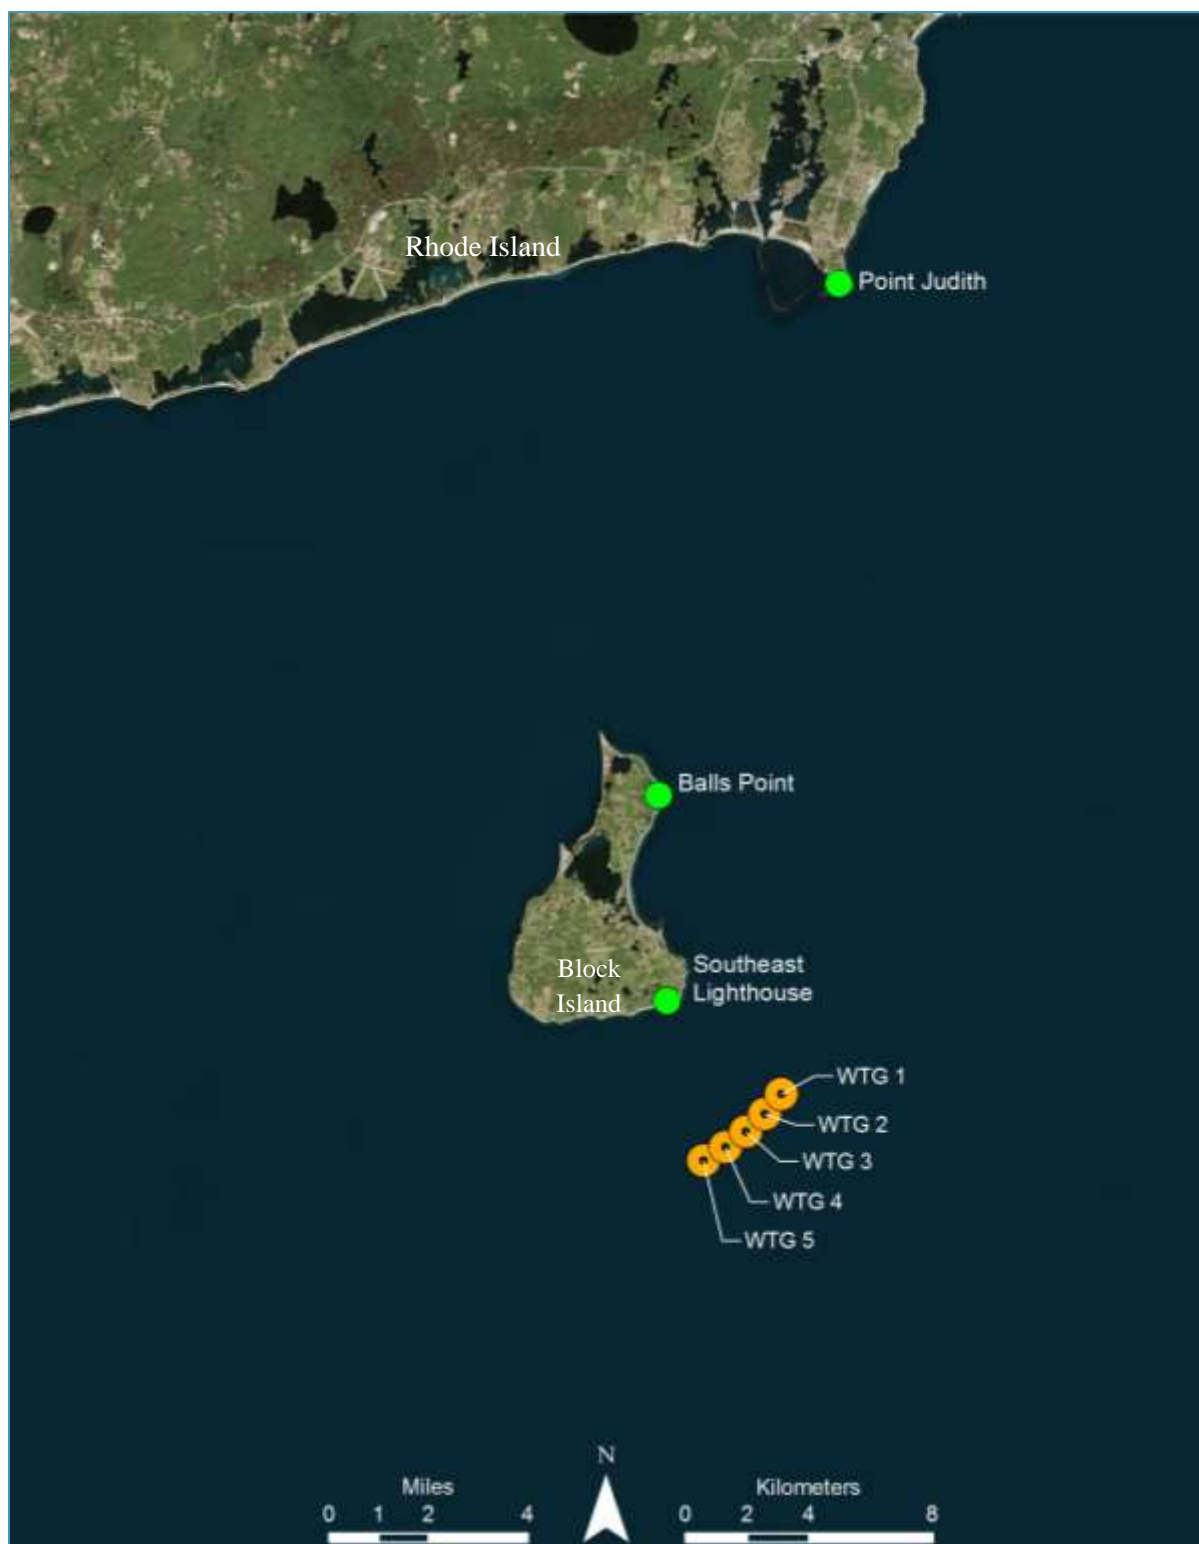 Rhode Island
Point Judith
Balls Point
Southeast
Lighthouse
Block
Island
WTG 1
WTG 2
WTG 3
WTG 4
WTG 5
N
Miles
Kilometers
0 1 2 4
0 2 4 8